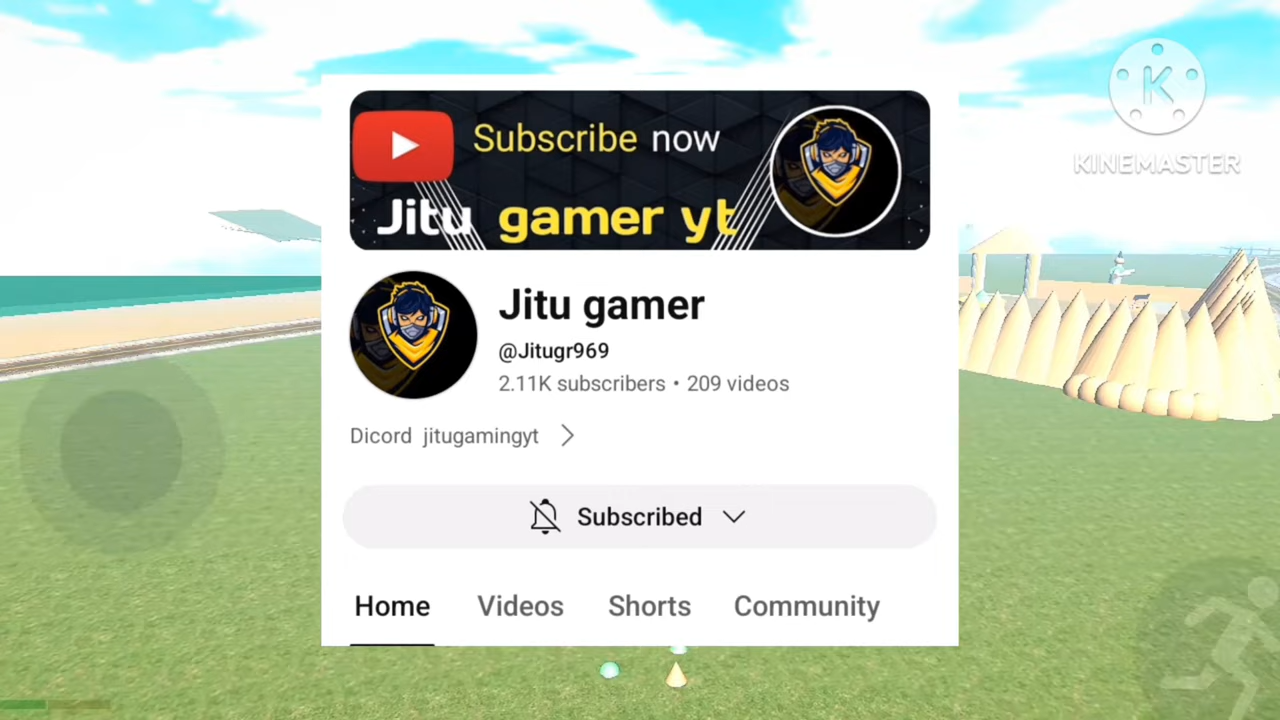 Subscribe now
Jitu gamer yt
KINEMASTER
Jitu gamer
@Jitugr969
2.11K subscribers • 209 videos
Dicord jitugamingyt
Subscribed
Home Videos Shorts Community